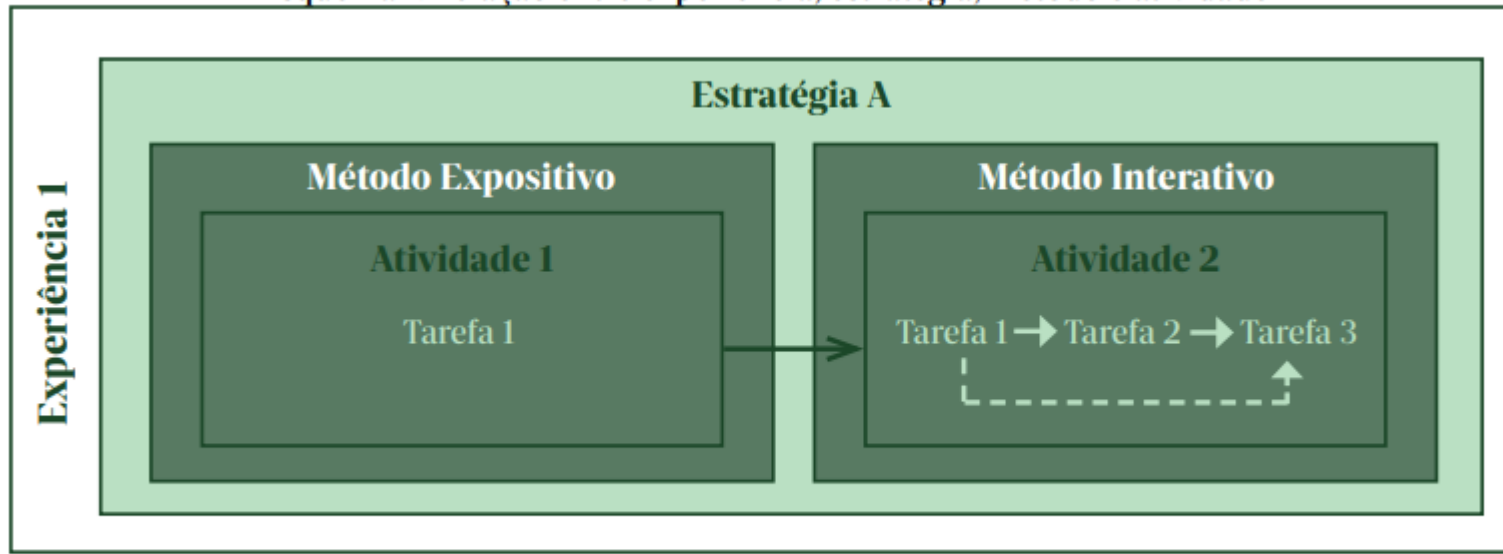 Estratégia A
Método Expositivo
Método Interativo
Experiência 1
Atividade 1
Atividade 2
Tarefa 1
Tarefa 1 Tarefa 2 Tarefa 3